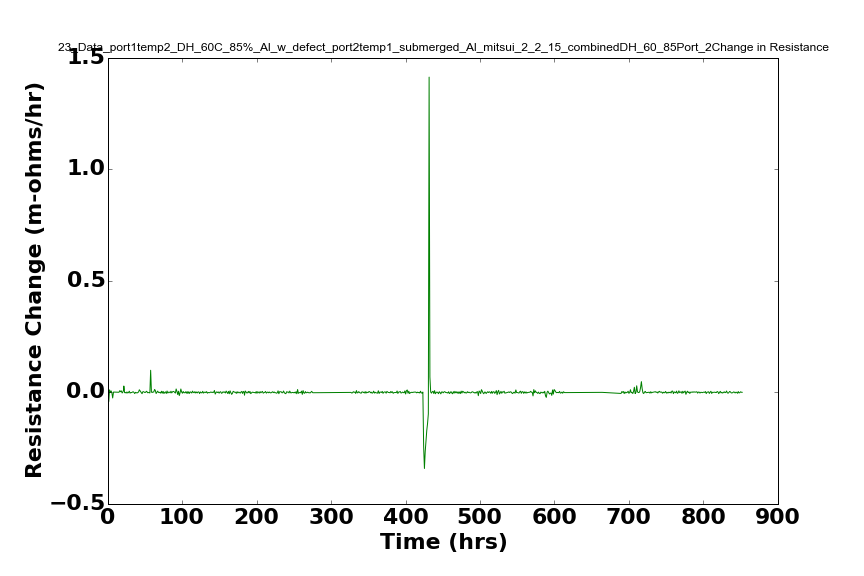 23_Data_port1temp2_DH_60C_85%_Al_w_defect_port2temp1_submerged_Al_mitsui_2_2_15_combinedDH_60_85Port_2Change in Resistance
1.5
1.0
0.5
0.0
−0.5
Resistance Change (m-ohms/hr)
0 100 200 300 400 500 600 700 800 900
Time (hrs)